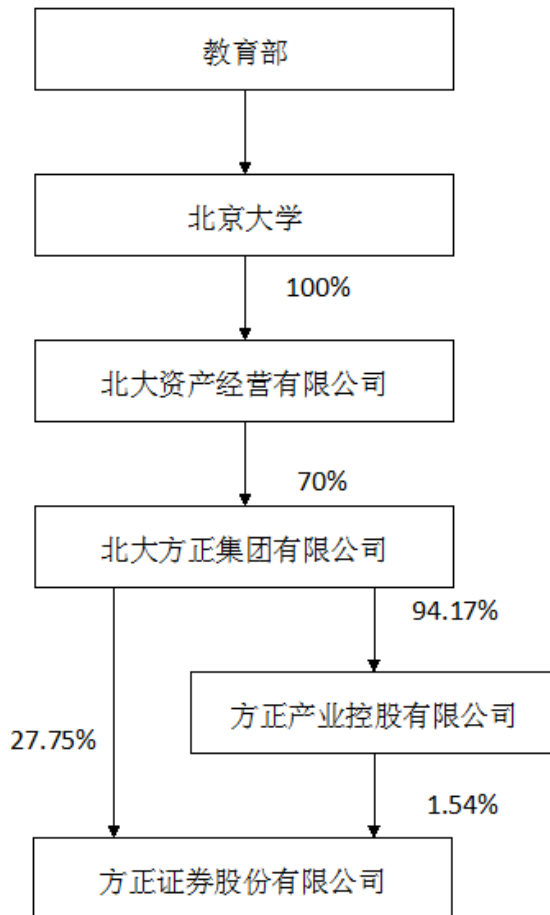 教育部
北京大学
100%
北大资产经营有限公司
70%
北大方正集团有限公司
94.17%
方正产业控股有限公司
27.75%
1.54%
方正证券股份有限公司